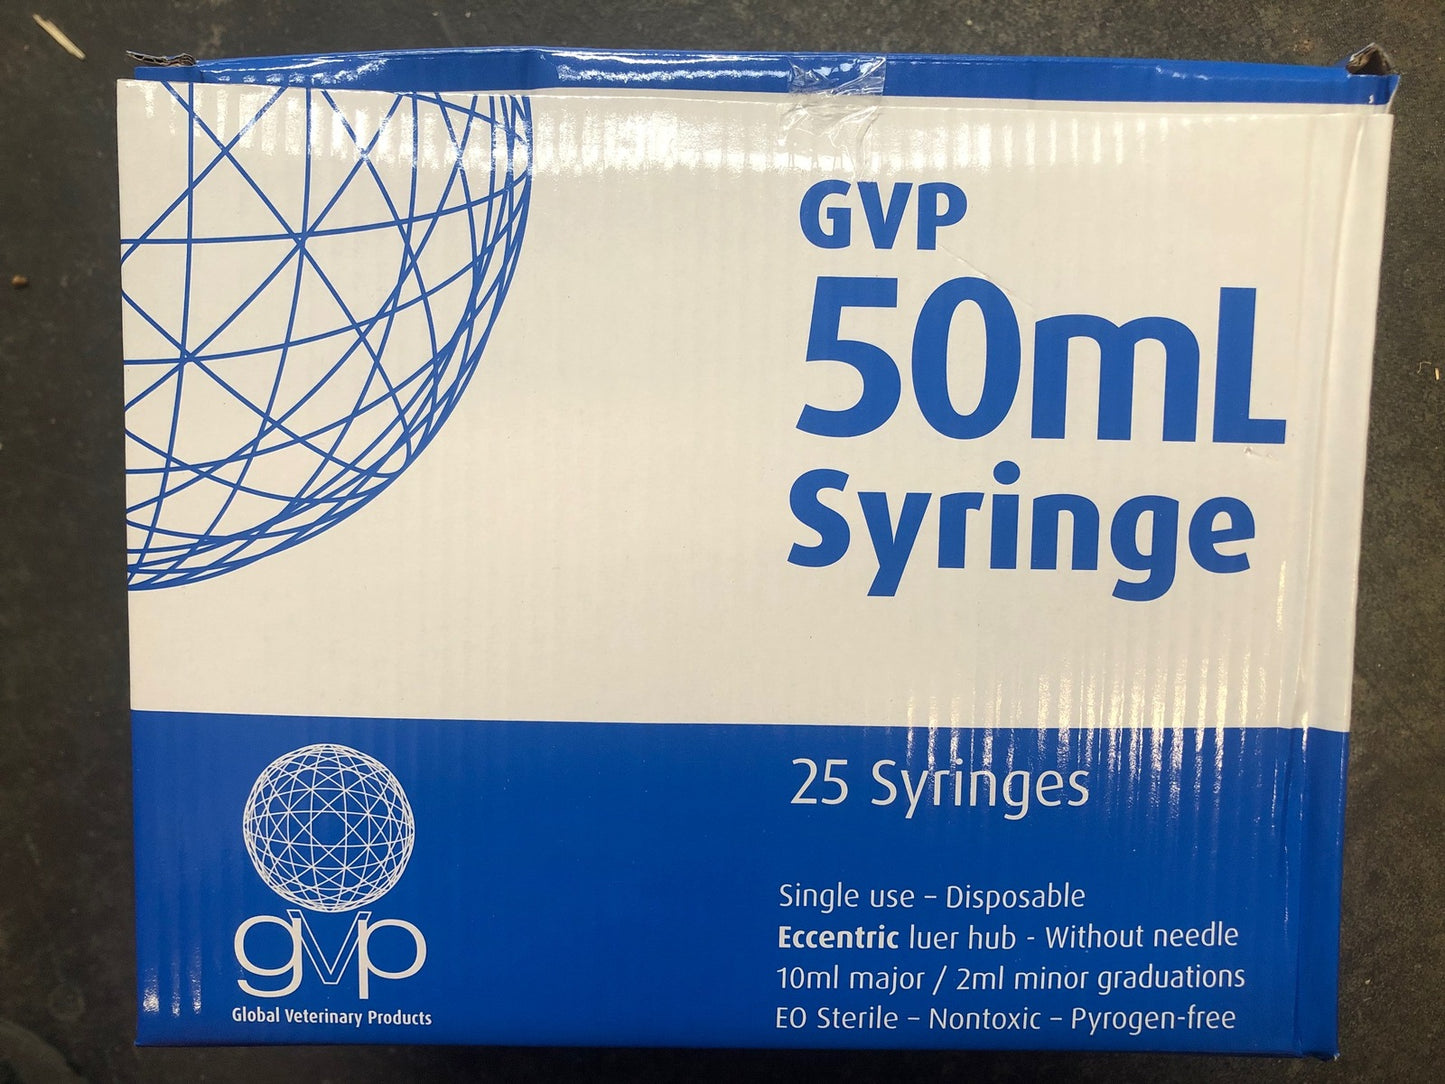 GVP
50mL
Syringe
25 Syringes
Single use – Disposable
Eccentric luer hub - Without needle
10ml major / 2ml minor graduations
EO Sterile – Nontoxic – Pyrogen-free
gvp
Global Veterinary Products